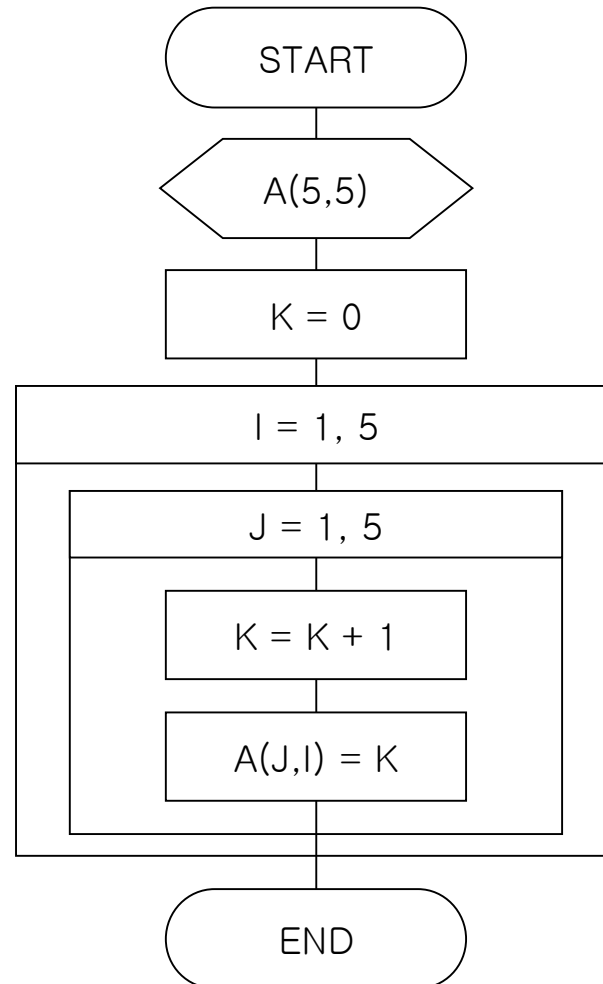 START
A(5,5)
K = 0
I = 1, 5
J = 1, 5
K = K + 1
A(J,I) = K
END